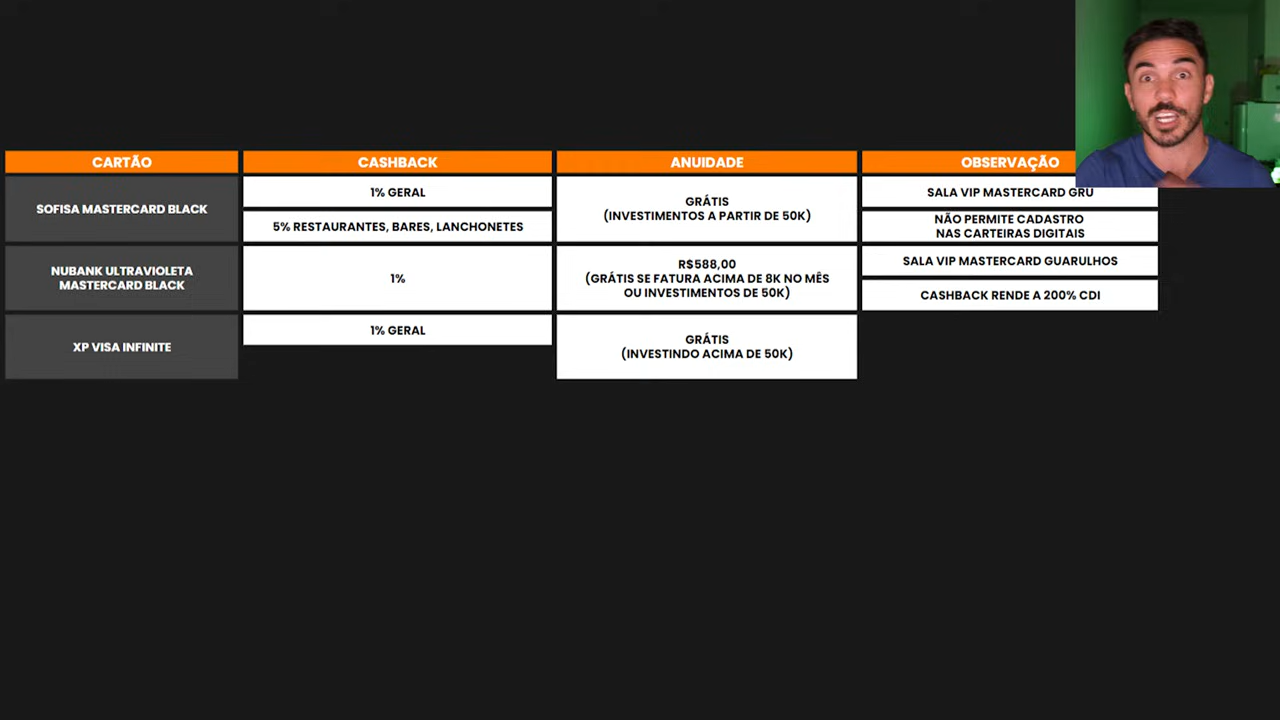 CARTÃO
CASHBACK
ANUIDADE
OBSERVAÇÃO
SOFISA MASTERCARD BLACK
1% GERAL
5% RESTAURANTES, BARES, LANCHONETES
GRÁTIS
(INVESTIMENTOS A PARTIR DE 50K)
SALA VIP MASTERCARD GRU
NÃO PERMITE CADASTRO
NAS CARTEIRAS DIGITAIS
NUBANK ULTRAVIOLETA
MASTERCARD BLACK
1%
R$588,00
(GRÁTIS SE FATURA ACIMA DE 8K NO MÊS
OU INVESTIMENTOS DE 50K)
SALA VIP MASTERCARD GUARULHOS
CASHBACK RENDE A 200% CDI
XP VISA INFINITE
1% GERAL
GRÁTIS
(INVESTINDO ACIMA DE 50K)